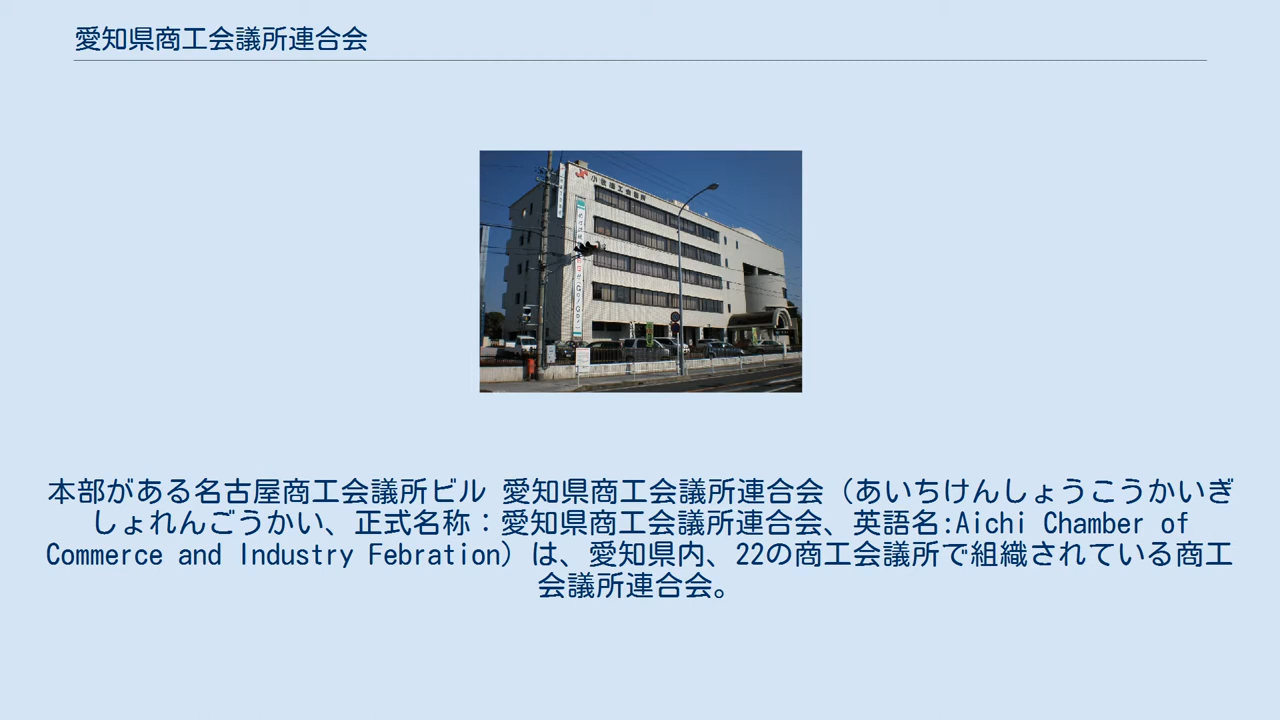 愛知県商工会議所連合会
本部がある名古屋商工会議所ビル 愛知県商工会議所連合会（あいちけんしょうこうかいぎ
しょれんごうかい、正式名称：愛知県商工会議所連合会、英語名:Aichi Chamber of
Commerce and Industry Febration）は、愛知県内、22の商工会議所で組織されている商工
会議所連合会。